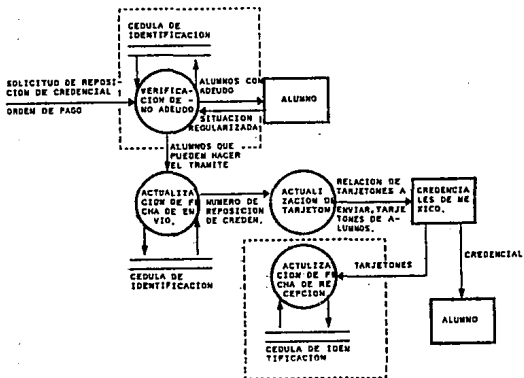 CEDULA DE
IDENTIFICACION
SOLICITUD DE REPOSI-
CION DE CREDENCIAL
ORDEN DE PAGO
VERIFICA-
CION DE -
NO ADEUDO
ALUMNOS CON
ADEUDO
ALUMNO
SITUACION
REGULARIZADA
ALUMNOS QUE
PUEDEN HACER
EL TRAMITE
ACTUALIZA
CION DE FE
CHA DE EN
VIO.
NUMERO DE
REPOSICION
DE CREDEN.
ACTUALI
ZACION DE
TARJETON
RELACION DE
TARJETONES A
ENVIAR, TARJE
TONES DE A-
LUMNOS.
CREDENCIA
LES DE ME
XICO.
CEDULA DE
IDENTIFICACION
ACTULIZA
CION DE FE
CHA DE RE
CEPCION
TARJETONES
CREDENCIAL
ALUMNO
CEDULA DE IDEN
TIFICACION